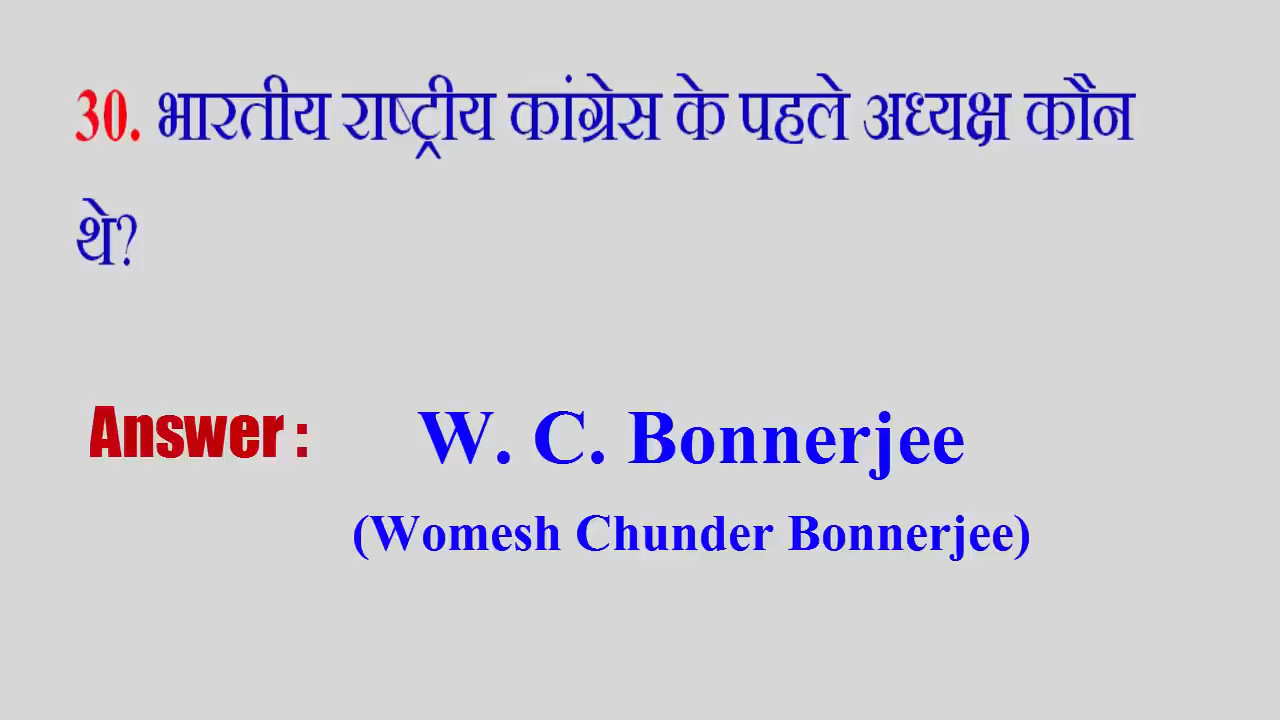 30. भारतीय राष्ट्रीय कांग्रेस के पहले अध्यक्ष कौन
थे?
Answer : W. C. Bonnerjee
(Womesh Chunder Bonnerjee)